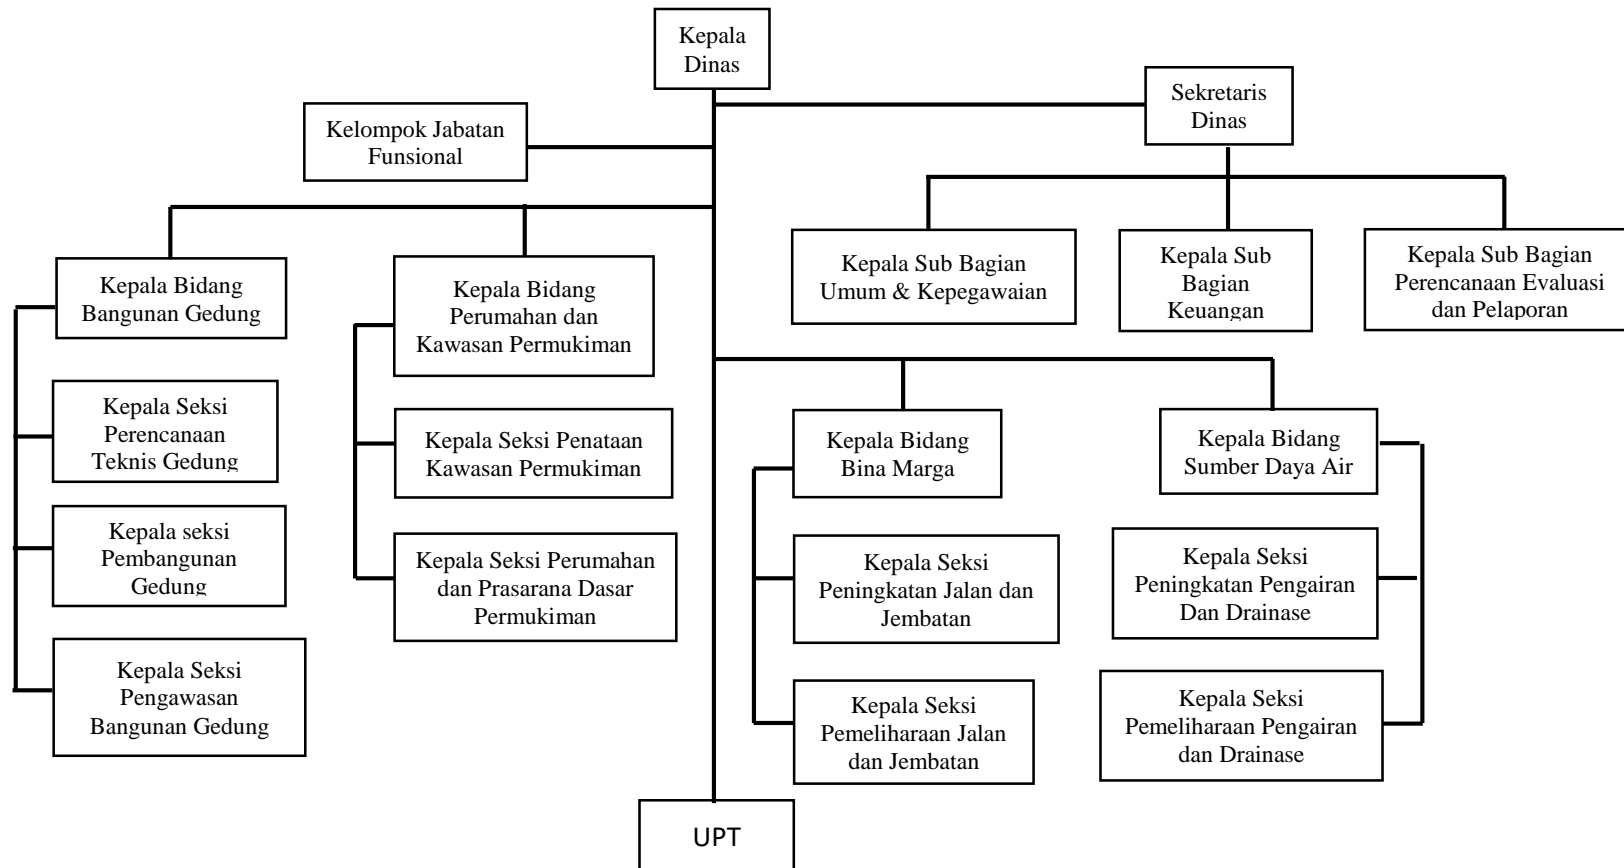 Kepala
Dinas
Sekretaris
Dinas
Kelompok Jabatan
Funsional
Kepala Sub Bagian
Umum & Kepegawaian
Kepala Sub
Bagian
Keuangan
Kepala Sub Bagian
Perencanaan Evaluasi
dan Pelaporan
Kepala Bidang
Bangunan Gedung
Kepala Bidang
Perumahan dan
Kawasan Permukiman
Kepala Seksi
Perencanaan
Teknis Gedung
Kepala Seksi Penataan
Kawasan Permukiman
Kepala Bidang
Bina Marga
Kepala Bidang
Sumber Daya Air
Kepala seksi
Pembangunan
Gedung
Kepala Seksi Perumahan
dan Prasarana Dasar
Permukiman
Kepala Seksi
Peningkatan Jalan dan
Jembatan
Kepala Seksi
Peningkatan Pengairan
Dan Drainase
Kepala Seksi
Pengawasan
Bangunan Gedung
Kepala Seksi
Pemeliharaan Jalan
dan Jembatan
Kepala Seksi
Pemeliharaan Pengairan
dan Drainase
UPT